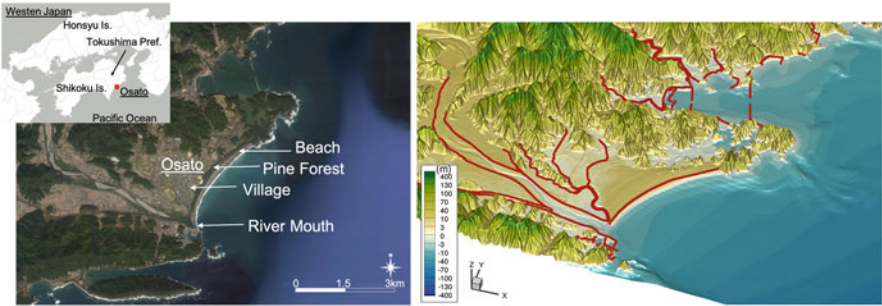 Westen Japan
Honsyu Is.
Tokushima Pref.
Shikoku Is.
Osato
Pacific Ocean
Beach
Osato
Pine Forest
Village
River Mouth
0 1.5 3km
(m)
400
130
100
70
40
10
3
0
-3
-10
-40
-70
-100
-130
-400
Z Y
X